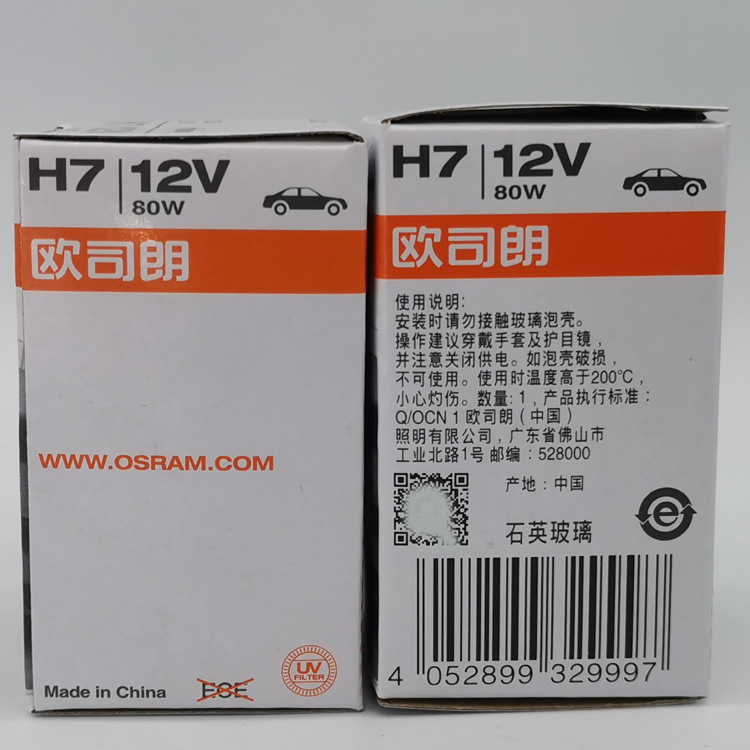 H7 12V
80W
欧司朗
WWW.OSRAM.COM
Made in China
ECE
UV
FILTER
H7 12V
80W
欧司朗
使用说明:
安装时请勿接触玻璃泡壳。
操作建议穿戴手套及护目镜,
并注意关闭供电。如泡壳破损,
不可使用。使用时温度高于200℃,
小心灼伤。数量: 1, 产品执行标准:
Q/OCN 1 欧司朗(中国)
照明有限公司, 广东省佛山市
工业北路1号 邮编: 528000
产地: 中国
e
石英玻璃
4 052899 329997